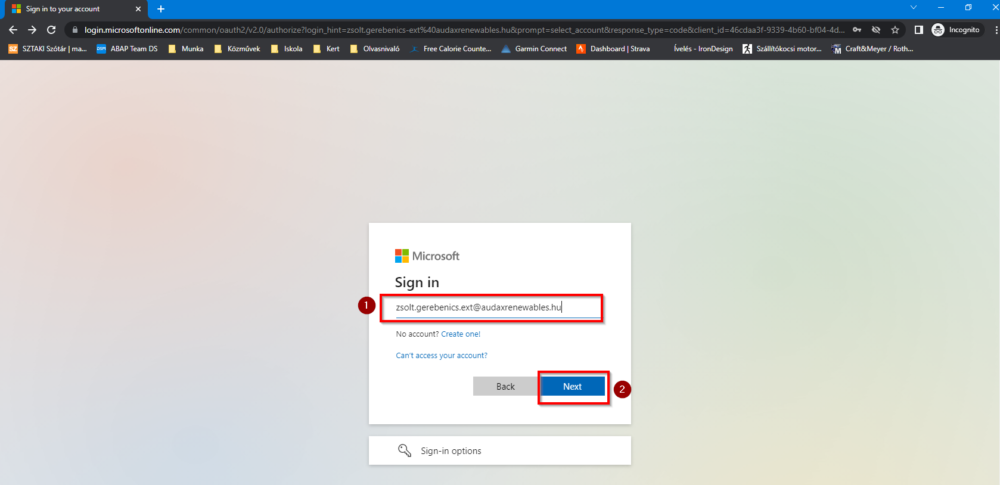 Sign in to your account
login.microsoftonline.com/common/oauth2/v2.0/authorize?login_hint=zsolt.gerebenics-ext%40audaxrenewables.hu&prompt=select_account&response_type=code&client_id=46cdaa3f-9339-4b60-bf04-4d...
Incognito
SZ SZTAKI Szótár | ma... DSM ABAP Team DS Munka Közművek Iskola Kert Olvasnivaló Free Calorie Counte... Garmin Connect Dashboard | Strava Ívelés - IronDesign Szállítókocsi motor... M Craft&Meyer / Roth...
Microsoft
Sign in
1 zsolt.gerebenics.ext@audaxrenewables.hu
No account? Create one!
Can't access your account?
Back Next 2
Sign-in options